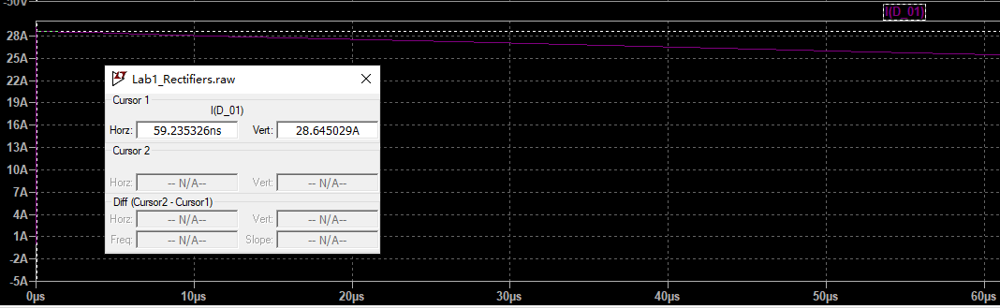 -50V
I(D_01)
28A
25A
22A
19A
16A
13A
10A
7A
4A
1A
-2A
-5A
0µs 10µs 20µs 30µs 40µs 50µs 60µs
Lab1_Rectifiers.raw
Cursor 1
I(D_01)
Horz: 59.235326ns Vert: 28.645029A
Cursor 2
Horz: -- N/A-- Vert: -- N/A--
Diff (Cursor2 - Cursor1)
Horz: -- N/A-- Vert: -- N/A--
Freq: -- N/A-- Slope: -- N/A--